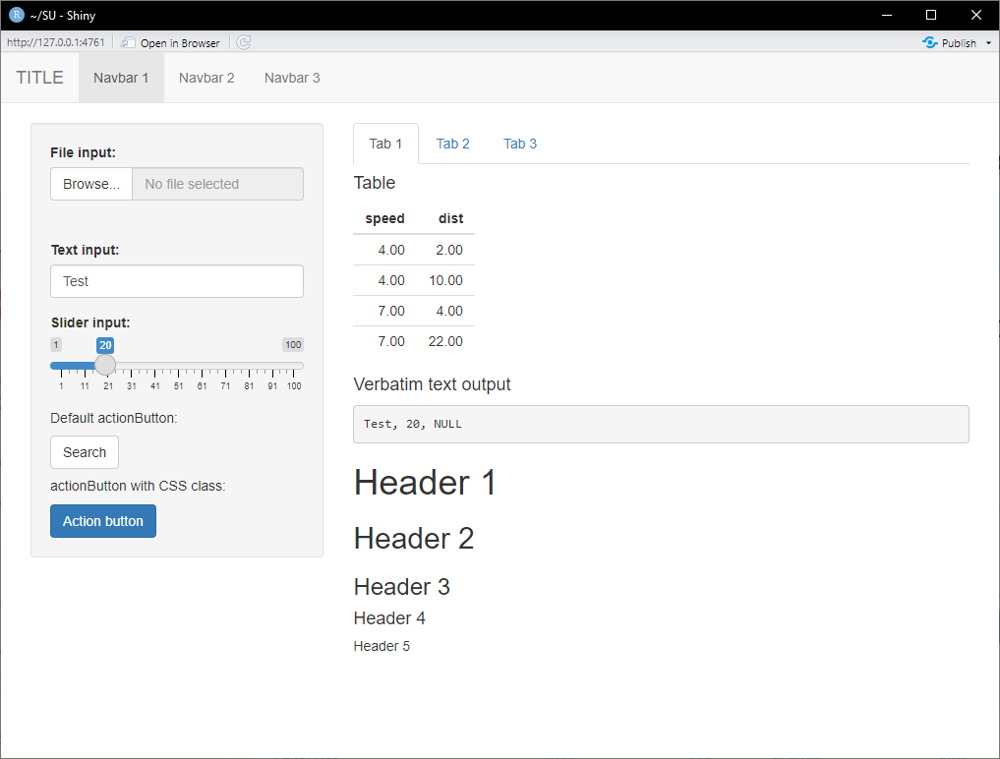 R ~/SU - Shiny
http://127.0.0.1:4761 Open in Browser Publish
TITLE Navbar 1 Navbar 2 Navbar 3
File input:
Browse... No file selected
Text input:
Test
Slider input:
1 20 100
1 11 21 31 41 51 61 71 81 91 100
Default actionButton:
Search
actionButton with CSS class:
Action button
Tab 1 Tab 2 Tab 3
Table
speed dist
4.00 2.00
4.00 10.00
7.00 4.00
7.00 22.00
Verbatim text output
Test, 20, NULL
Header 1
Header 2
Header 3
Header 4
Header 5